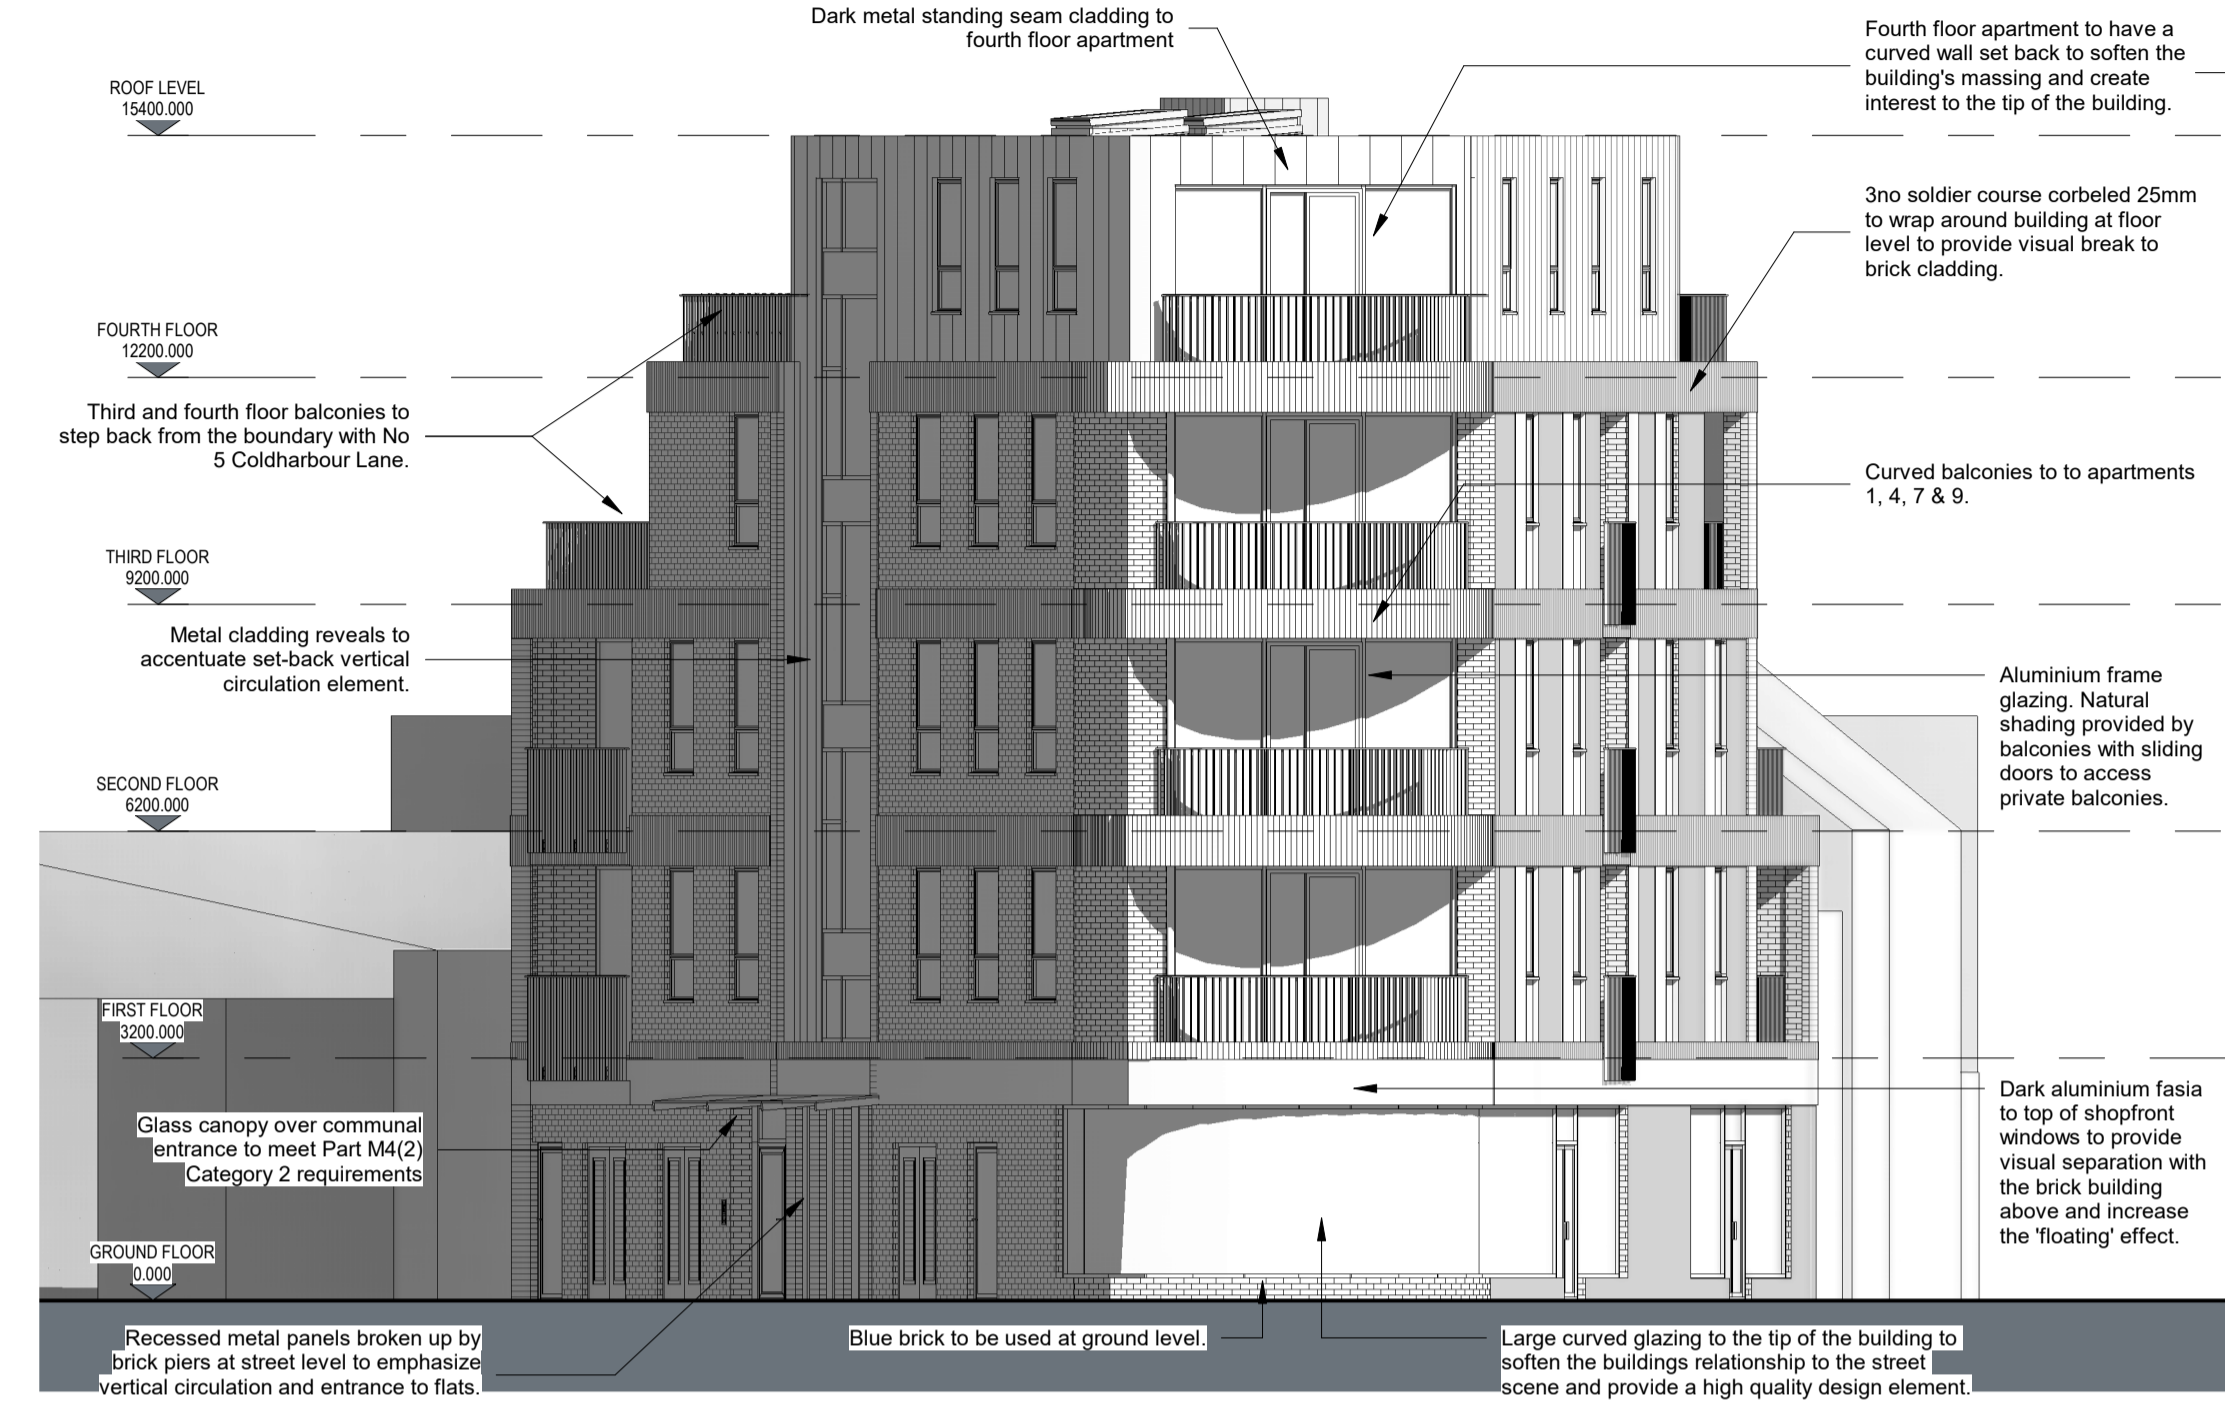 Dark metal standing seam cladding to
fourth floor apartment
Fourth floor apartment to have a
curved wall set back to soften the
building's massing and create
interest to the tip of the building.
ROOF LEVEL
15400.000
3no soldier course corbeled 25mm
to wrap around building at floor
level to provide visual break to
brick cladding.
FOURTH FLOOR
12200.000
Third and fourth floor balconies to
step back from the boundary with No
5 Coldharbour Lane.
Curved balconies to to apartments
1, 4, 7 & 9.
THIRD FLOOR
9200.000
Metal cladding reveals to
accentuate set-back vertical
circulation element.
Aluminium frame
glazing. Natural
shading provided by
balconies with sliding
doors to access
private balconies.
SECOND FLOOR
6200.000
FIRST FLOOR
3200.000
Dark aluminium fasia
to top of shopfront
windows to provide
visual separation with
the brick building
above and increase
the 'floating' effect.
Glass canopy over communal
entrance to meet Part M4(2)
Category 2 requirements
GROUND FLOOR
0.000
Recessed metal panels broken up by
brick piers at street level to emphasize
vertical circulation and entrance to flats.
Blue brick to be used at ground level.
Large curved glazing to the tip of the building to
soften the buildings relationship to the street
scene and provide a high quality design element.